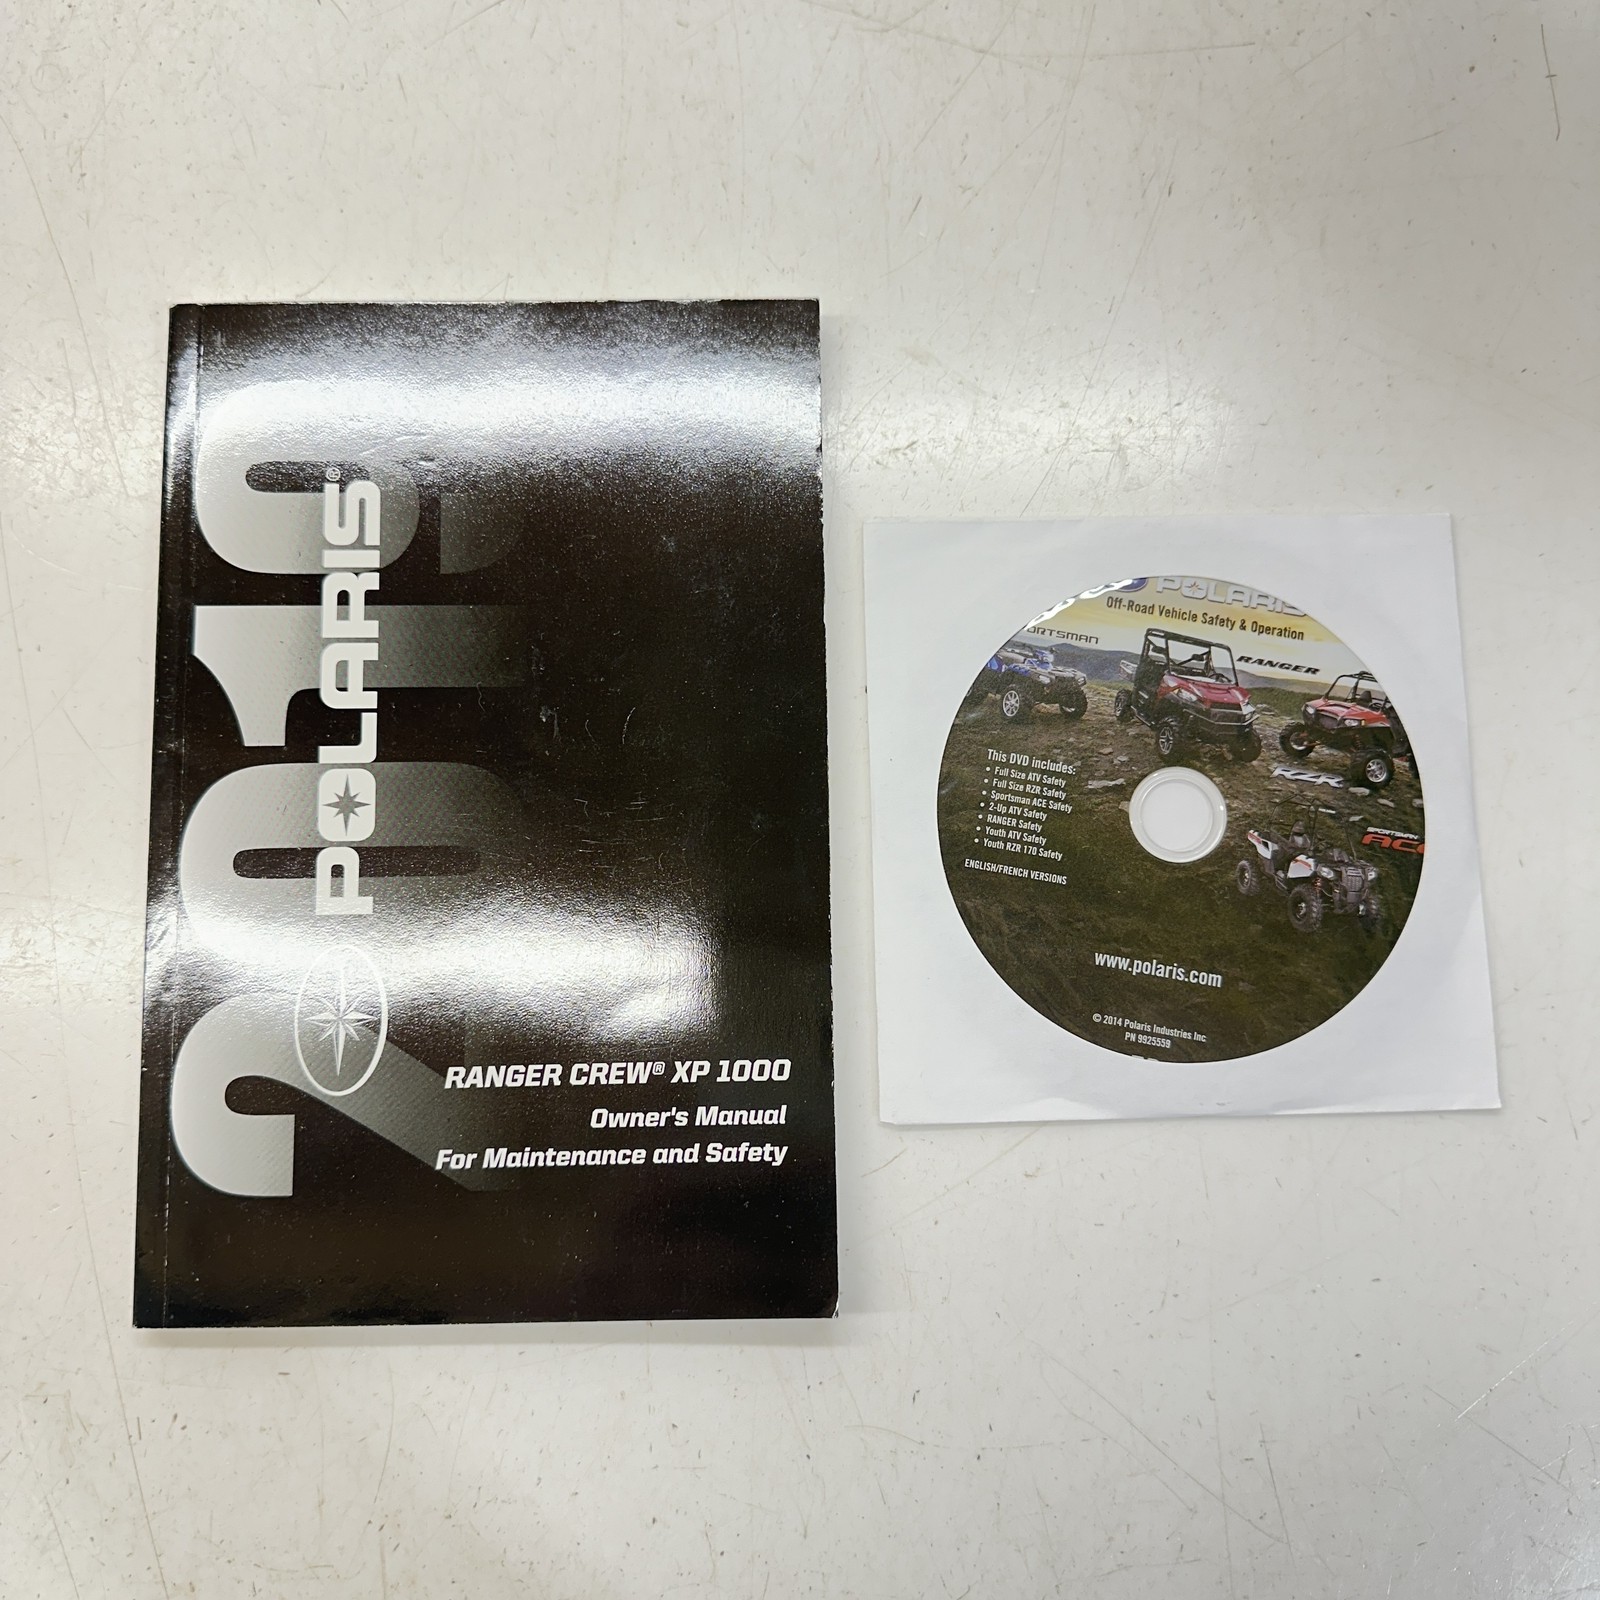 2019
POLARIS®
RANGER CREW® XP 1000
Owner's Manual
For Maintenance and Safety
POLARIS
Off-Road Vehicle Safety & Operation
ORTSMAN
RANGER
RZR
SPORTSMAN
AC
This DVD includes:
• Full Size ATV Safety
• Full Size RZR Safety
• Sportsman ACE Safety
• 2-Up ATV Safety
• RANGER Safety
• Youth ATV Safety
• Youth RZR 170 Safety
ENGLISH/FRENCH VERSIONS
www.polaris.com
© 2014 Polaris Industries Inc
PN 9925559